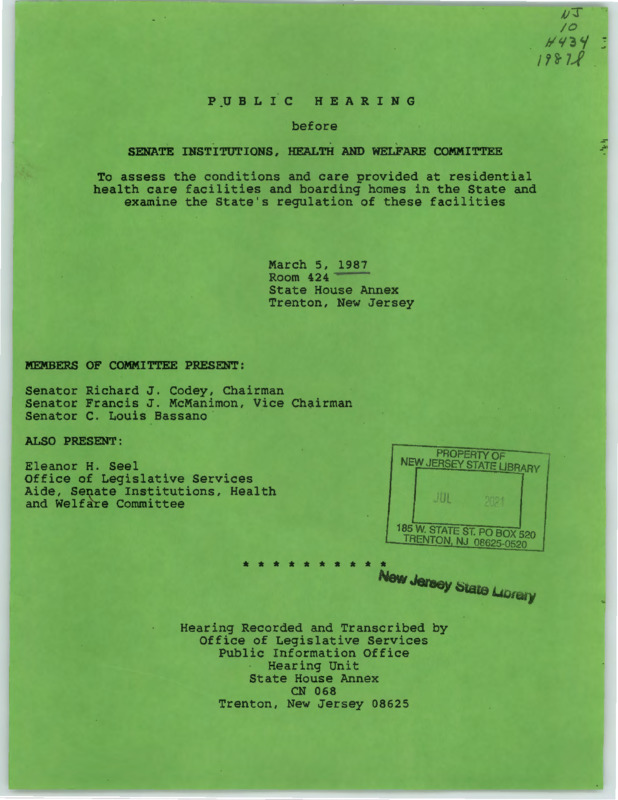 NJ
10
H434
1987l
P U B L I C   H E A R I N G
before
SENATE INSTITUTIONS, HEALTH AND WELFARE COMMITTEE
To assess the conditions and care provided at residential
health care facilities and boarding homes in the State and
examine the State's regulation of these facilities
March 5, 1987
Room 424
State House Annex
Trenton, New Jersey
MEMBERS OF COMMITTEE PRESENT:
Senator Richard J. Codey, Chairman
Senator Francis J. McManimon, Vice Chairman
Senator C. Louis Bassano
ALSO PRESENT:
Eleanor H. Seel
Office of Legislative Services
Aide, Senate Institutions, Health
and Welfare Committee
PROPERTY OF
NEW JERSEY STATE LIBRARY
JUL 2021
185 W. STATE ST. PO BOX 520
TRENTON, NJ 08625-0520
* * * * * * * * * *
New Jersey State Library
Hearing Recorded and Transcribed by
Office of Legislative Services
Public Information Office
Hearing Unit
State House Annex
CN 068
Trenton, New Jersey 08625